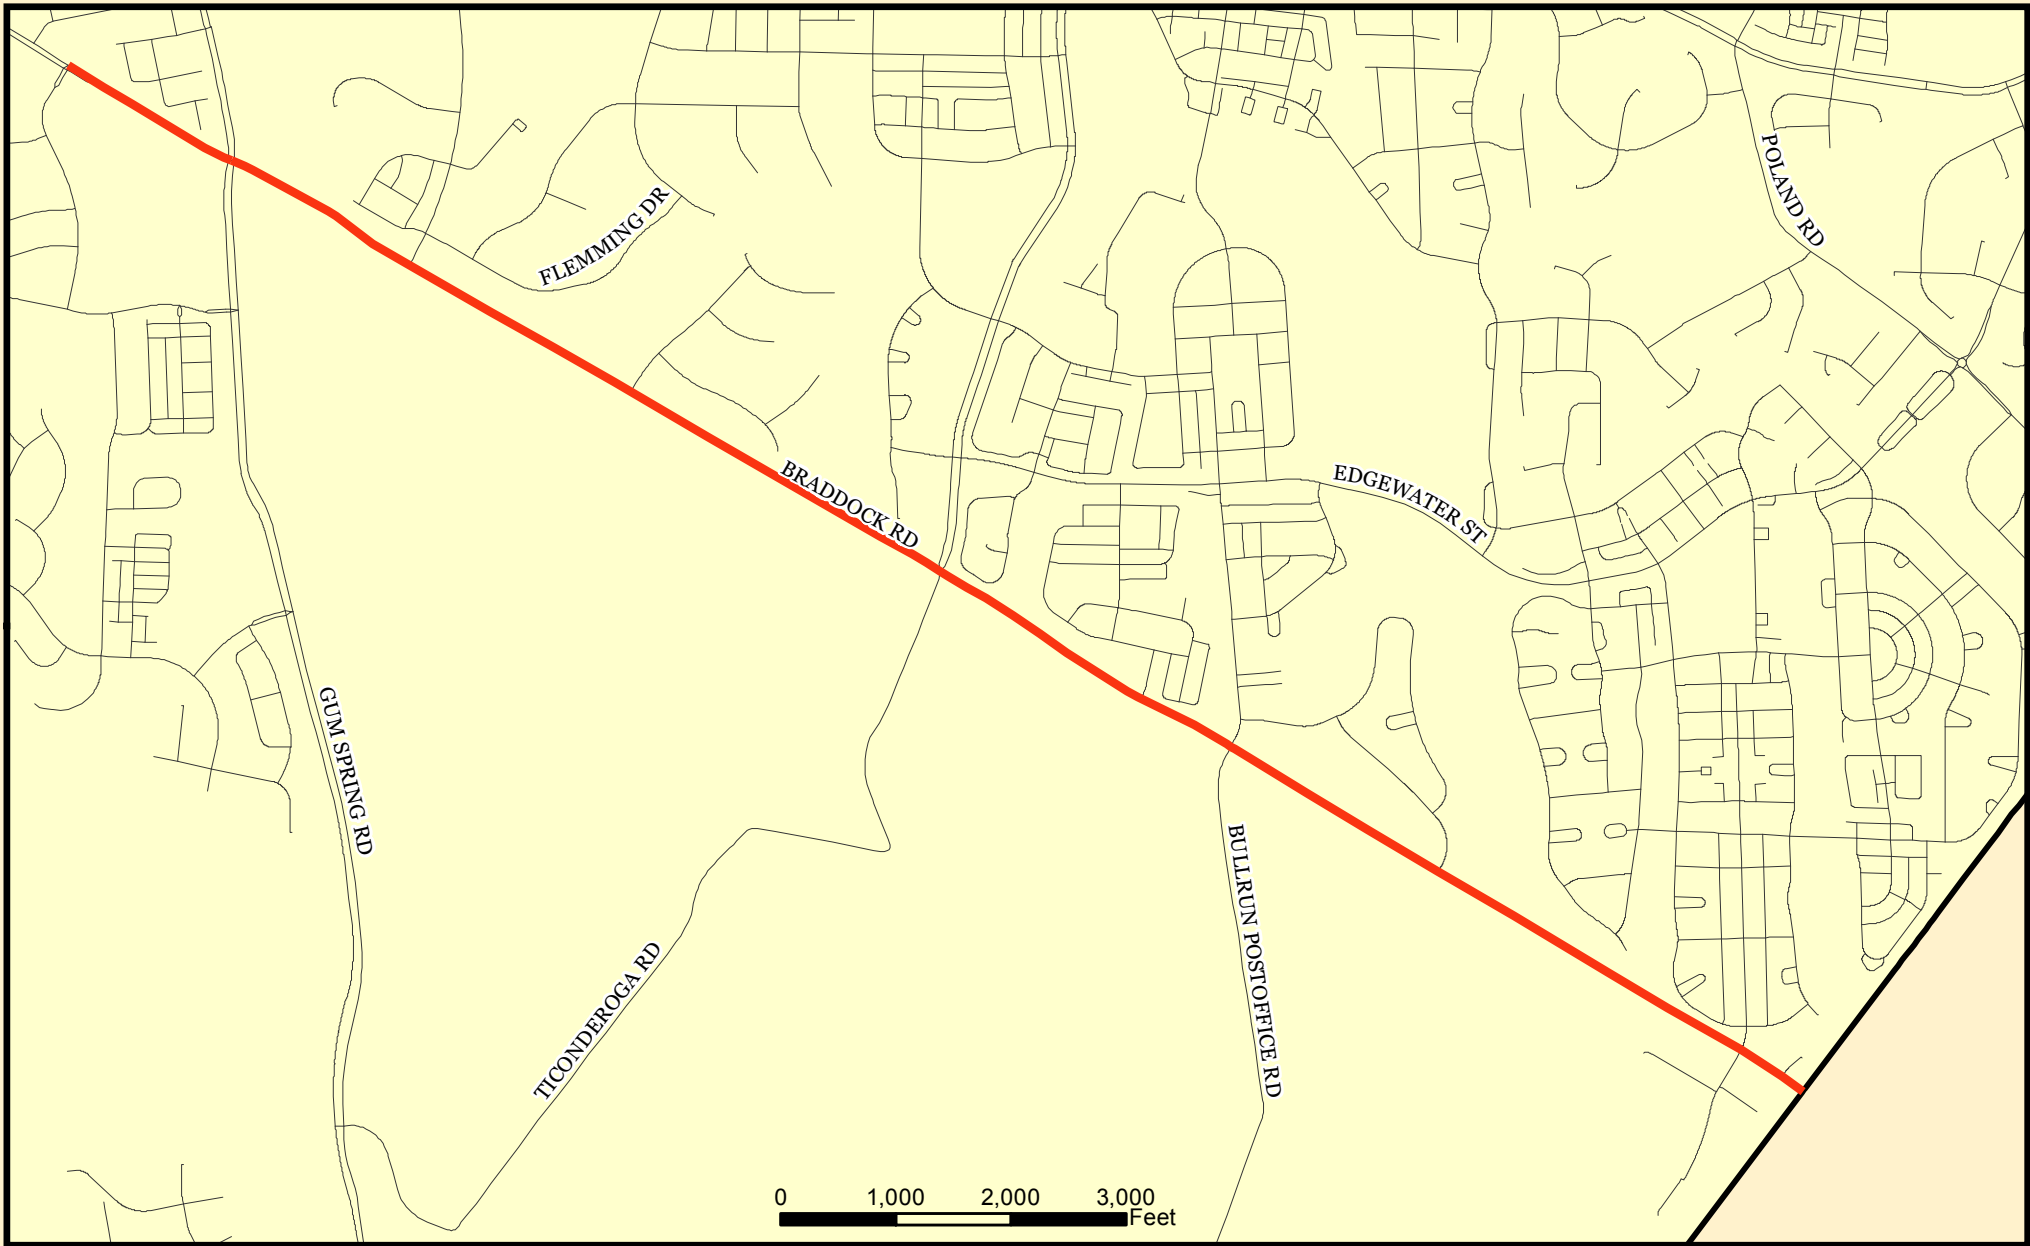 POLAND RD
FLEMMING DR
BRADDOCK RD
EDGEWATER ST
GUM SPRING RD
BULLRUN POSTOFFICE RD
TICONDEROGA RD
0 1,000 2,000 3,000
Feet